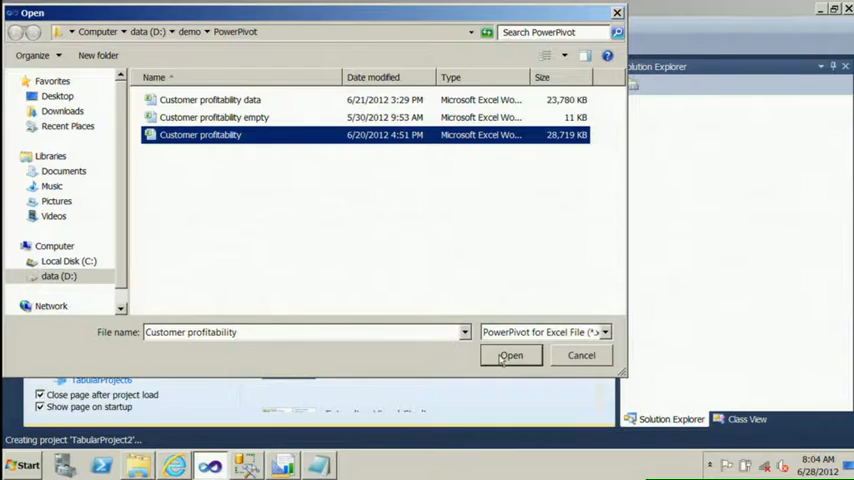 Open
Computer data (D:) demo PowerPivot
Search PowerPivot
Organize New folder
Name Date modified Type Size
Favorites
Desktop
Downloads
Recent Places
Libraries
Documents
Music
Pictures
Videos
Computer
Local Disk (C:)
data (D:)
Network
Customer profitability data 6/21/2012 3:29 PM Microsoft Excel Wo... 23,780 KB
Customer profitability empty 5/30/2012 9:53 AM Microsoft Excel Wo... 11 KB
Customer profitability 6/20/2012 4:51 PM Microsoft Excel Wo... 28,719 KB
File name: Customer profitability
PowerPivot for Excel File (*.x
Open Cancel
olution Explorer
TabularProject6
Close page after project load
Show page on startup
Solution Explorer Class View
Creating project 'TabularProject2'...
Start
8:04 AM
6/28/2012